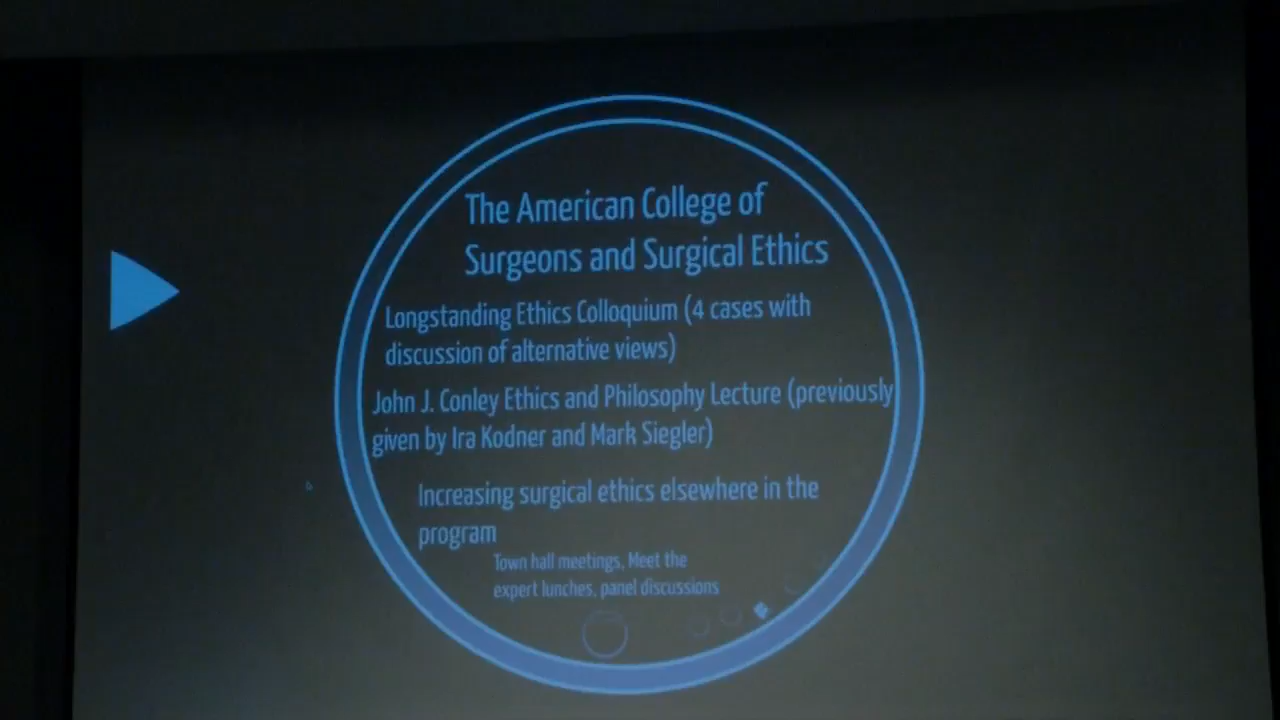 The American College of
Surgeons and Surgical Ethics
Longstanding Ethics Colloquium (4 cases with
discussion of alternative views)
John J. Conley Ethics and Philosophy Lecture (previously
given by Ira Kodner and Mark Siegler)
Increasing surgical ethics elsewhere in the
program
Town hall meetings, Meet the
expert lunches, panel discussions